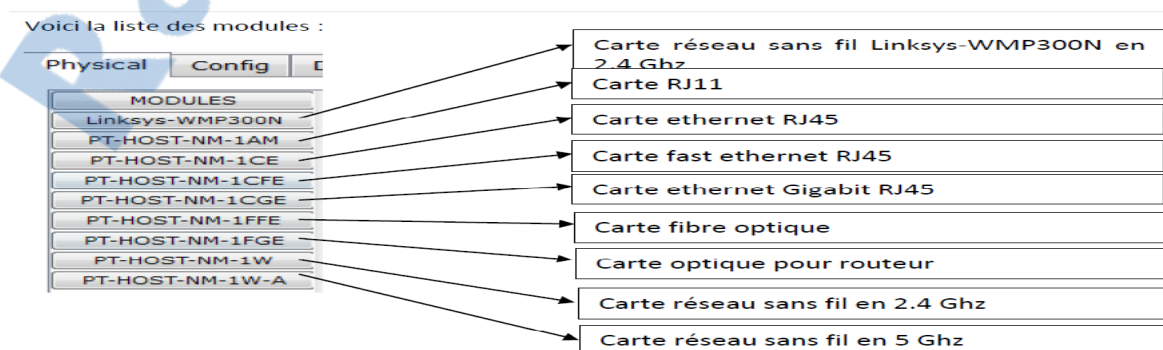 Voici la liste des modules :
Physical Config
MODULES
Linksys-WMP300N
PT-HOST-NM-1AM
PT-HOST-NM-1CE
PT-HOST-NM-1CFE
PT-HOST-NM-1CGE
PT-HOST-NM-1FFE
PT-HOST-NM-1FGE
PT-HOST-NM-1W
PT-HOST-NM-1W-A
Carte réseau sans fil Linksys-WMP300N en
2.4 Ghz
Carte RJ11
Carte ethernet RJ45
Carte fast ethernet RJ45
Carte ethernet Gigabit RJ45
Carte fibre optique
Carte optique pour routeur
Carte réseau sans fil en 2.4 Ghz
Carte réseau sans fil en 5 Ghz